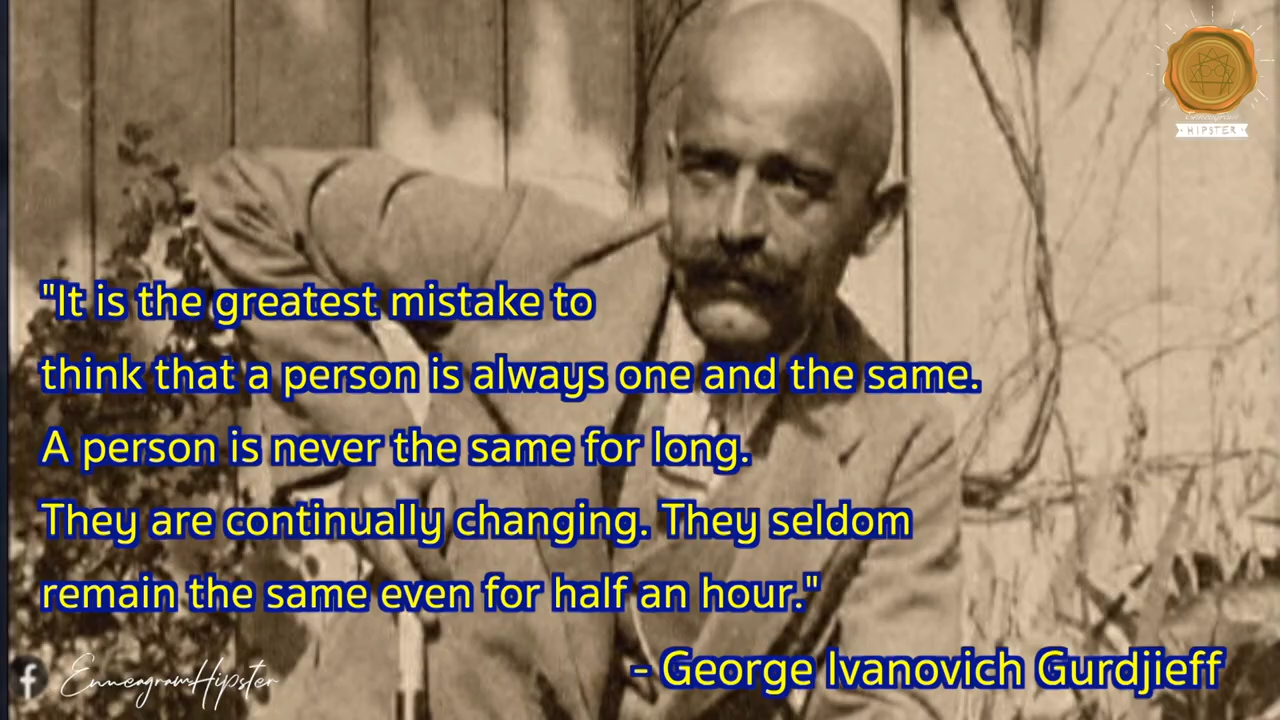 HIPSTER
"It is the greatest mistake to
think that a person is always one and the same.
A person is never the same for long.
They are continually changing. They seldom
remain the same even for half an hour."
- George Ivanovich Gurdjieff
f EnneagramHipster